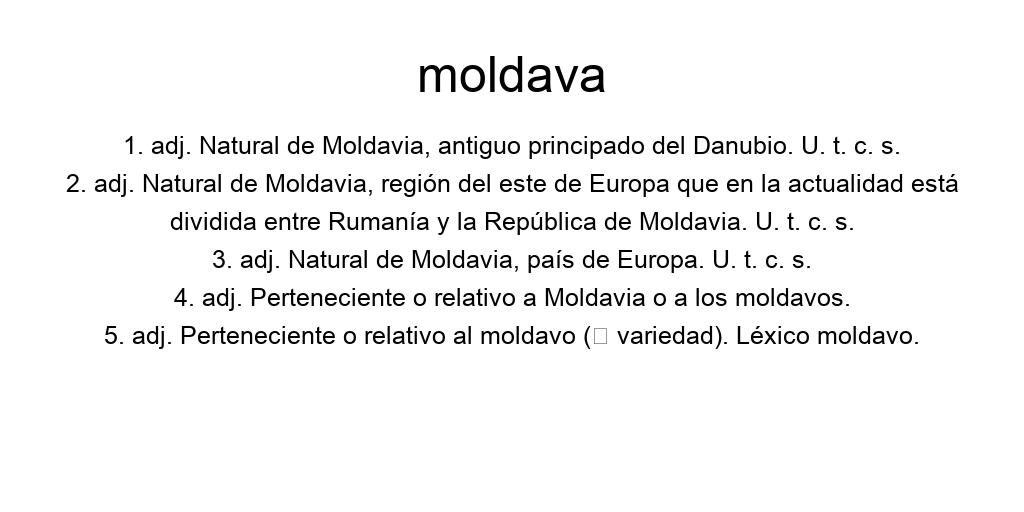 moldava
1. adj. Natural de Moldavia, antiguo principado del Danubio. U. t. c. s.
2. adj. Natural de Moldavia, región del este de Europa que en la actualidad está
dividida entre Rumanía y la República de Moldavia. U. t. c. s.
3. adj. Natural de Moldavia, país de Europa. U. t. c. s.
4. adj. Perteneciente o relativo a Moldavia o a los moldavos.
5. adj. Perteneciente o relativo al moldavo (▯ variedad). Léxico moldavo.